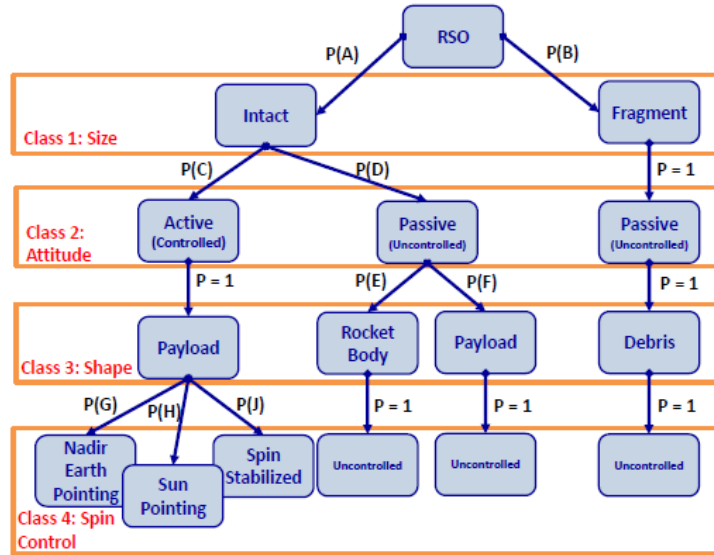 RSO
P(A)
P(B)
Intact
Fragment
Class 1: Size
P(C)
P(D)
P = 1
Active
(Controlled)
Passive
(Uncontrolled)
Passive
(Uncontrolled)
Class 2:
Attitude
P = 1
P(E)
P(F)
P = 1
Payload
Rocket
Body
Payload
Debris
Class 3: Shape
P(G)
P(H)
P(J)
P = 1
P = 1
P = 1
Nadir
Earth
Pointing
Sun
Pointing
Spin
Stabilized
Uncontrolled
Uncontrolled
Uncontrolled
Class 4: Spin
Control